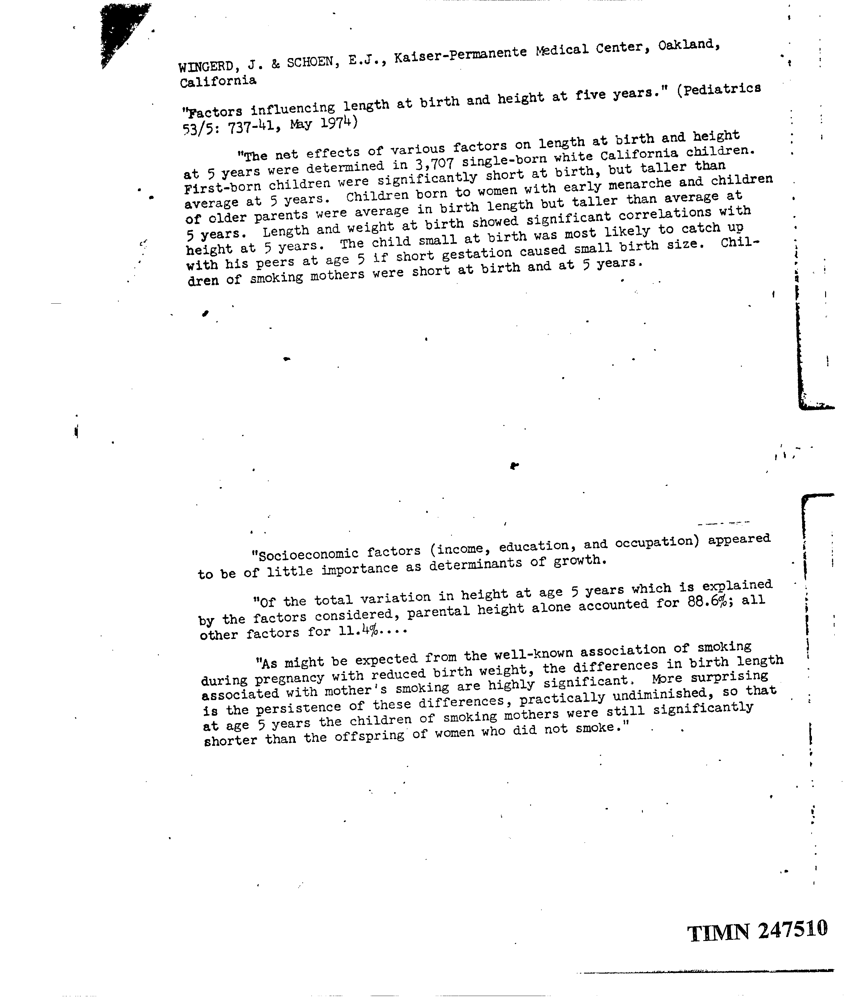 WINGERD, J. & SCHOEN, E.J., Kaiser-Permanente Medical Center, Oakland,
California
"Factors influencing length at birth and height at five years." (Pediatrics
53/5: 737-41, May 1974)
"The net effects of various factors on length at birth and height
at 5 years were determined in 3,707 single-born white California children.
First-born children were significantly short at birth, but taller than
average at 5 years. Children born to women with early menarche and children
of older parents were average in birth length but taller than average at
5 years. Length and weight at birth showed significant correlations with
height at 5 years. The child small at birth was most likely to catch up
with his peers at age 5 if short gestation caused small birth size. Chil-
dren of smoking mothers were short at birth and at 5 years.
"Socioeconomic factors (income, education, and occupation) appeared
to be of little importance as determinants of growth.
"Of the total variation in height at age 5 years which is explained
by the factors considered, parental height alone accounted for 88.6%; all
other factors for 11.4%....
"As might be expected from the well-known association of smoking
during pregnancy with reduced birth weight, the differences in birth length
associated with mother's smoking are highly significant. More surprising
is the persistence of these differences, practically undiminished, so that
at age 5 years the children of smoking mothers were still significantly
shorter than the offspring of women who did not smoke."
TIMN 247510